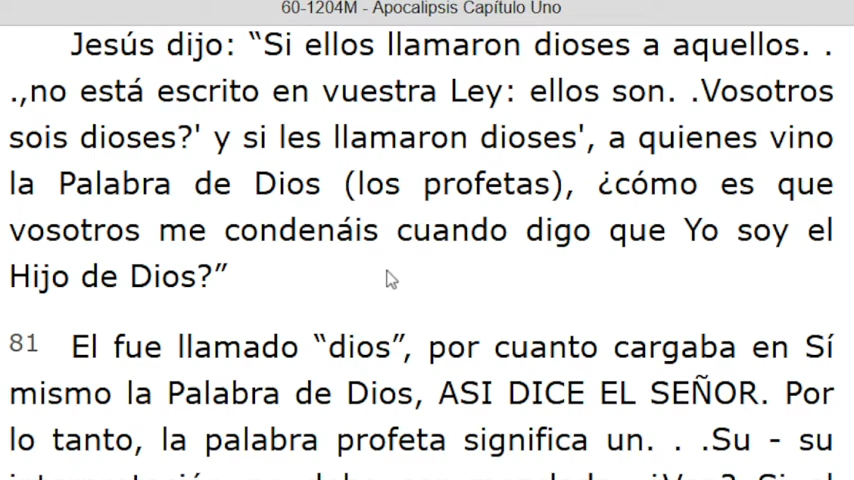 60-1204M - Apocalipsis Capítulo Uno
Jesús dijo: “Si ellos llamaron dioses a aquellos. .
.,no está escrito en vuestra Ley: ellos son. .Vosotros
sois dioses?' y si les llamaron dioses', a quienes vino
la Palabra de Dios (los profetas), ¿cómo es que
vosotros me condenáis cuando digo que Yo soy el
Hijo de Dios?”
81 El fue llamado “dios”, por cuanto cargaba en Sí
mismo la Palabra de Dios, ASI DICE EL SEÑOR. Por
lo tanto, la palabra profeta significa un. . .Su - su